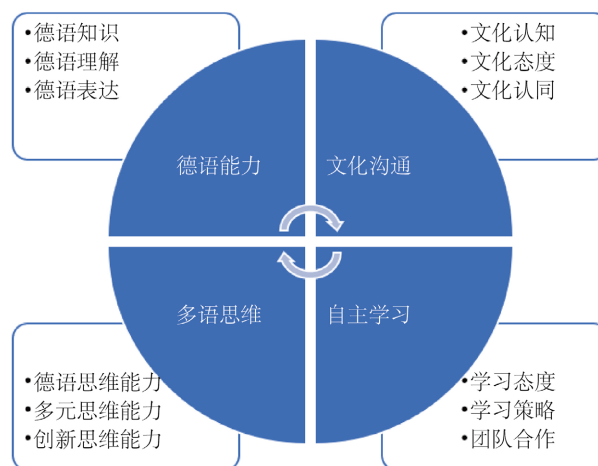 •德语知识
•德语理解
•德语表达
•文化认知
•文化态度
•文化认同
德语能力
文化沟通
多语思维
自主学习
•德语思维能力
•多元思维能力
•创新思维能力
•学习态度
•学习策略
•团队合作